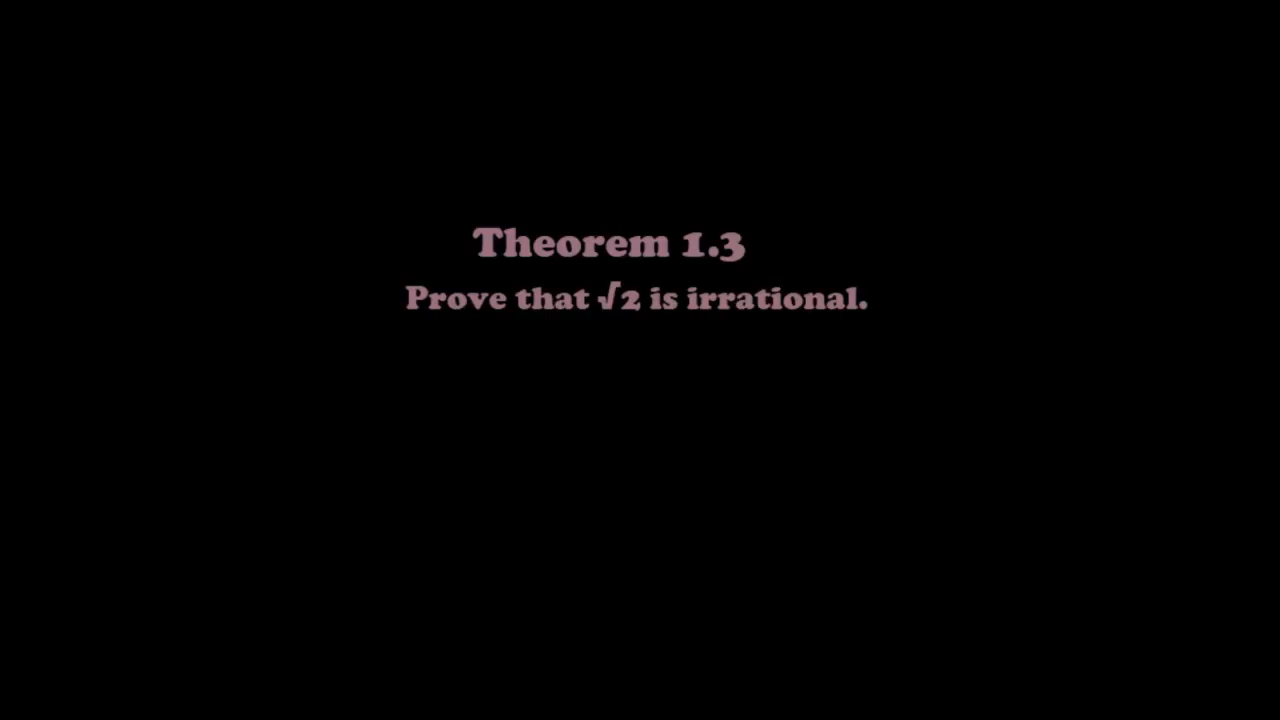 Theorem 1.3
Prove that √2 is irrational.